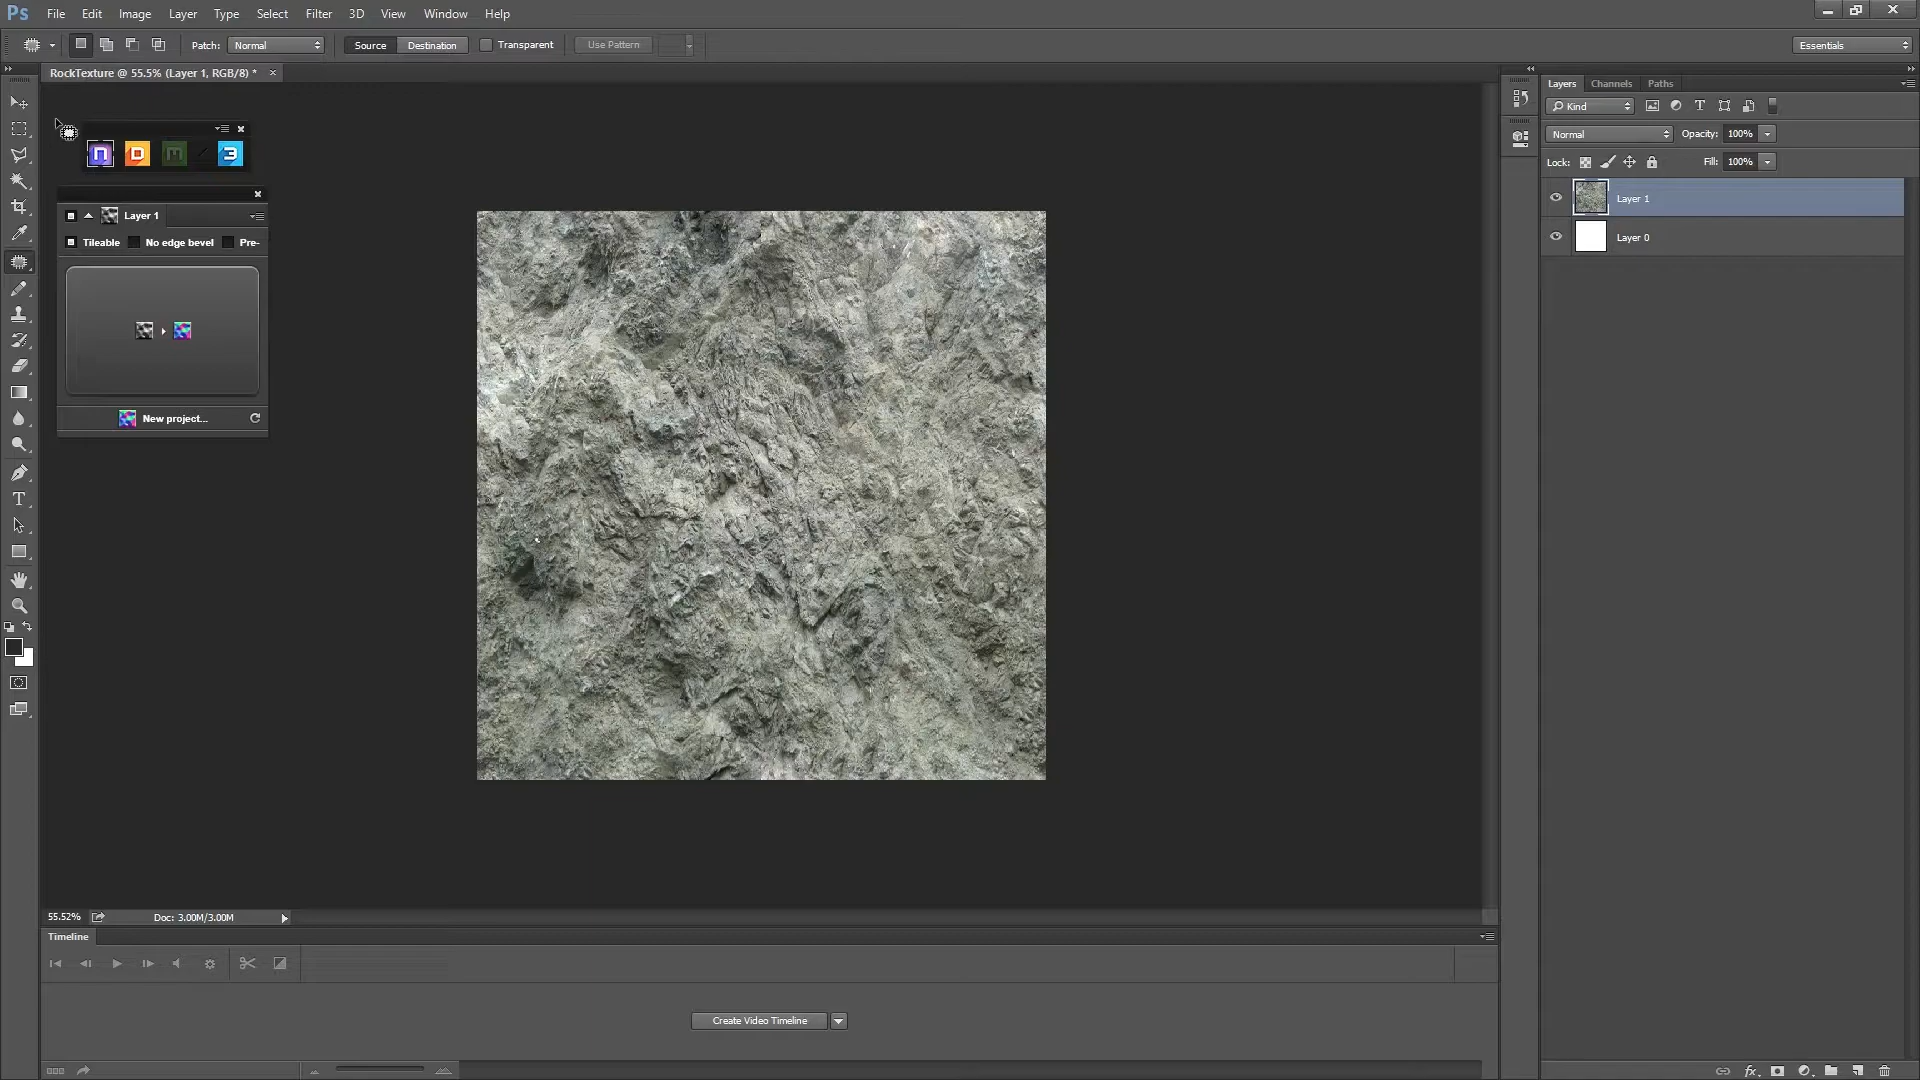 Ps File Edit Image Layer Type Select Filter 3D View Window Help
Patch: Normal Source Destination Transparent Use Pattern Essentials
RockTexture @ 55.5% (Layer 1, RGB/8) *
Layer 1
Tileable No edge bevel Pre-
New project...
Layers Channels Paths
Kind
Normal Opacity: 100%
Lock: Fill: 100%
Layer 1
Layer 0
55.52% Doc: 3.00M/3.00M
Timeline
Create Video Timeline